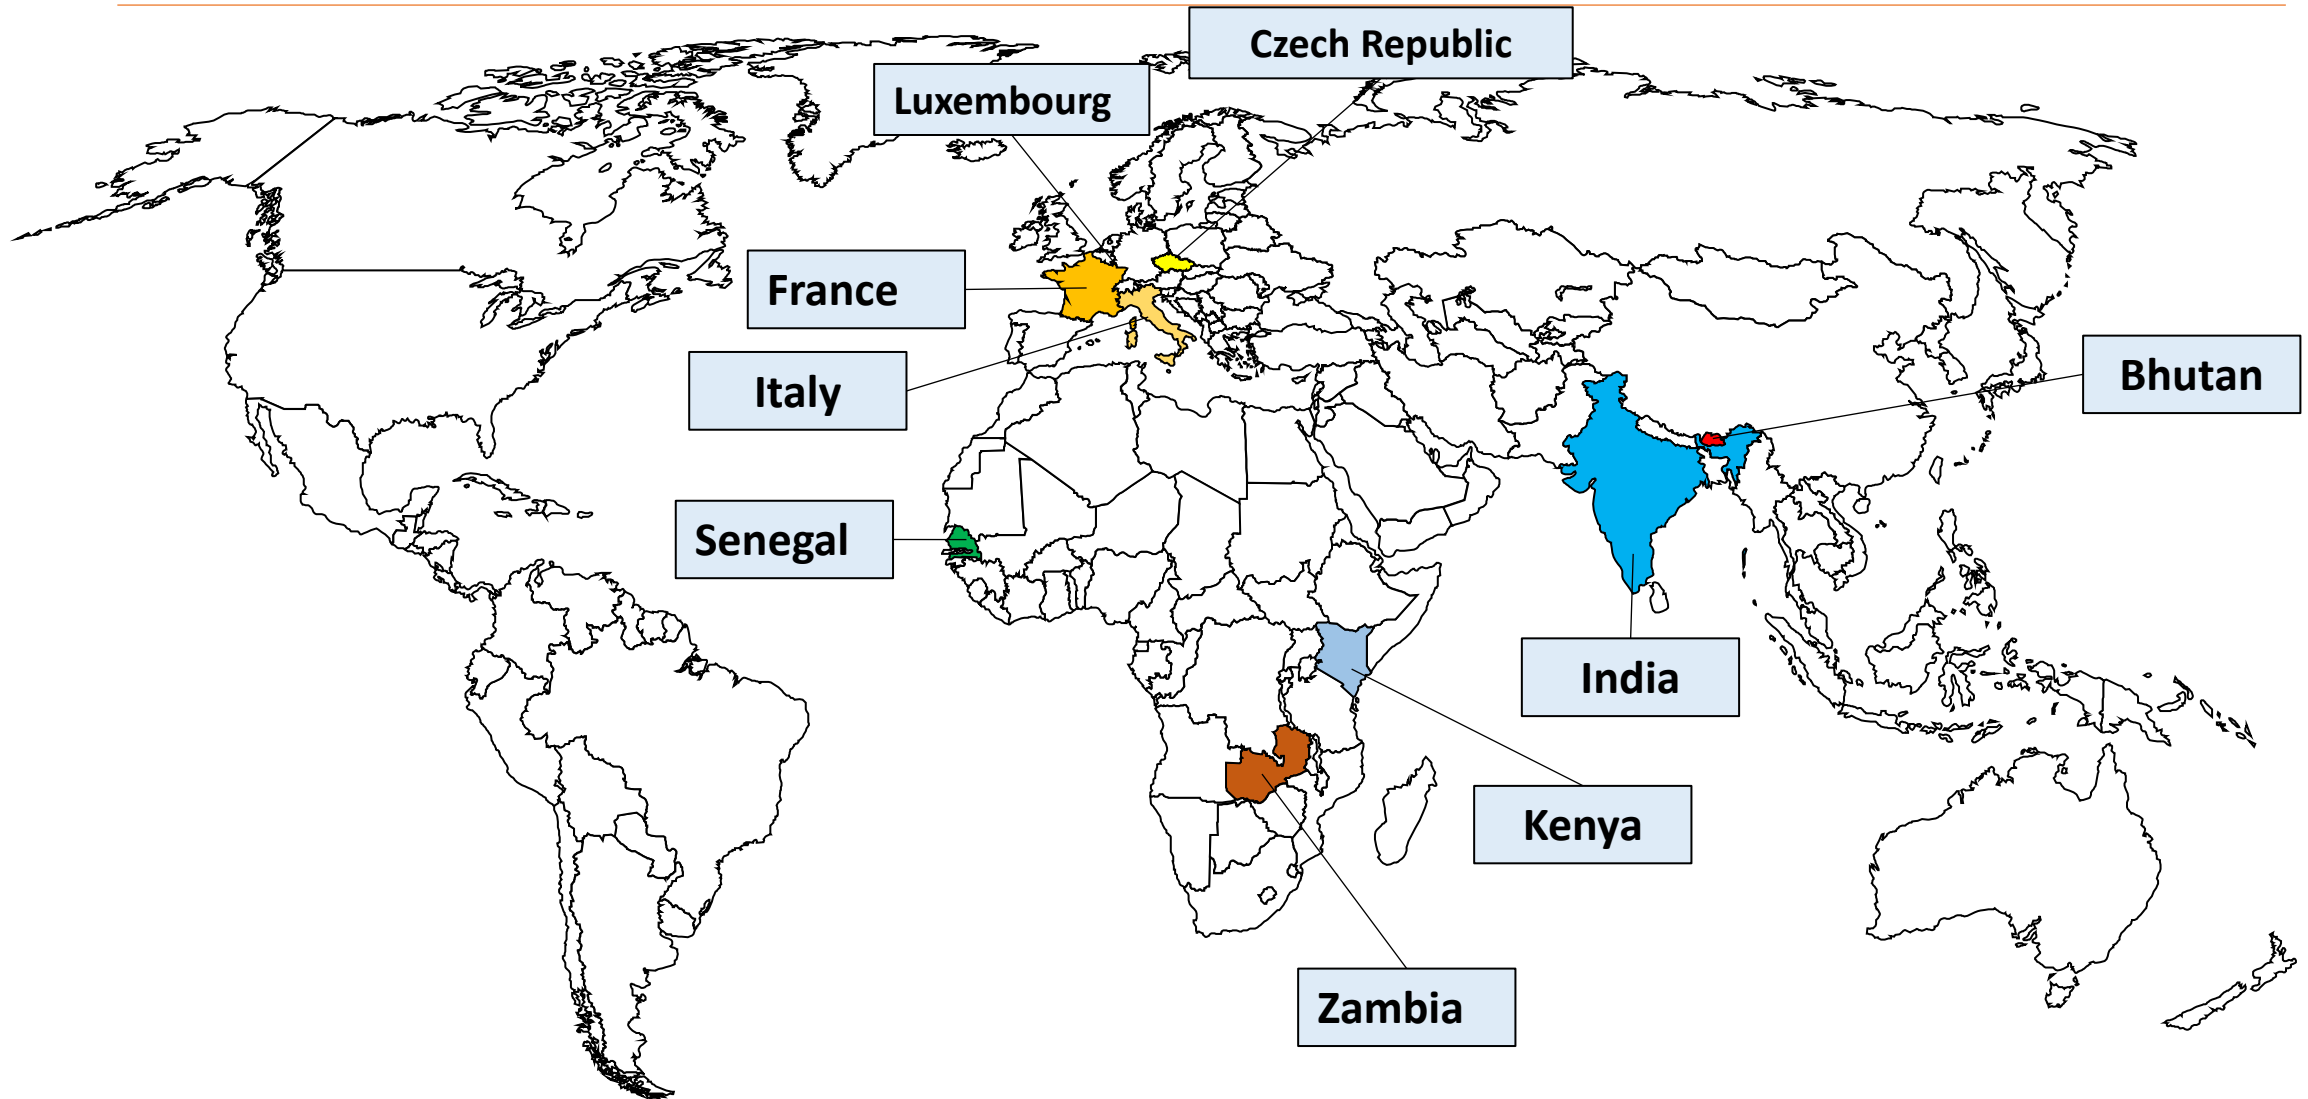 Czech Republic
Luxembourg
France
Bhutan
Italy
Senegal
India
Kenya
Zambia